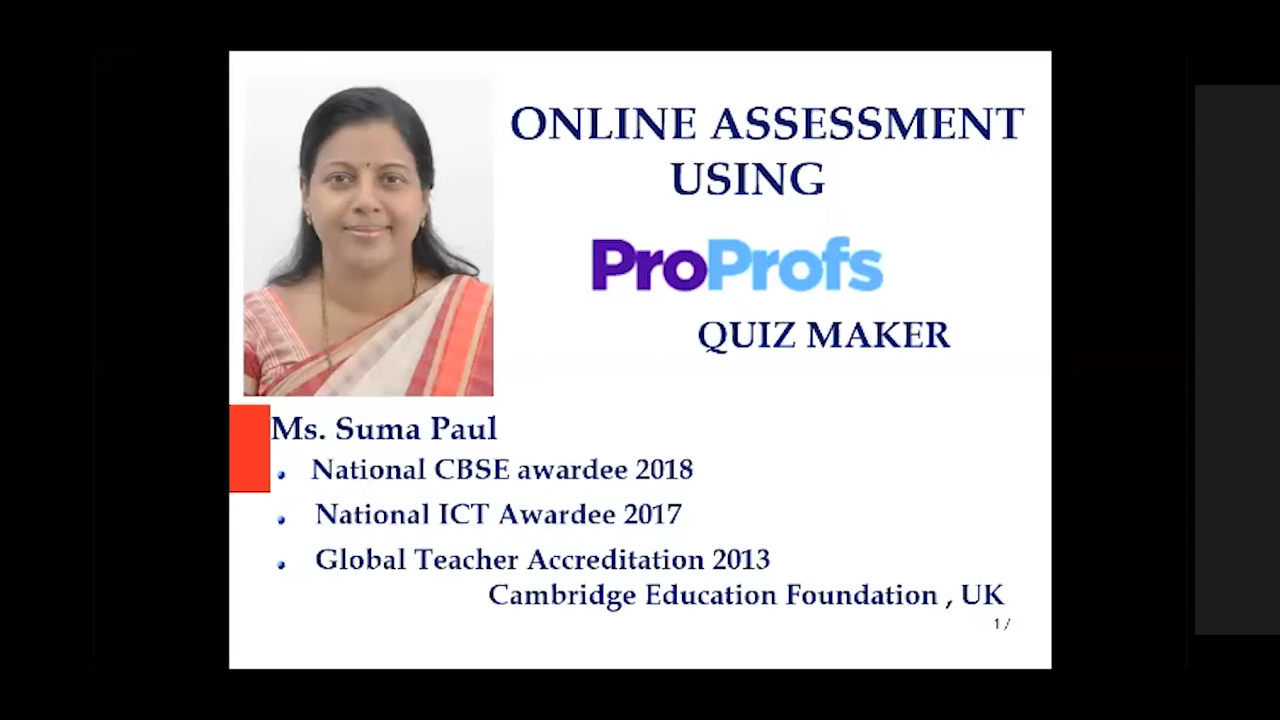 ONLINE ASSESSMENT
USING
ProProfs
QUIZ MAKER
Ms. Suma Paul
National CBSE awardee 2018
National ICT Awardee 2017
Global Teacher Accreditation 2013
Cambridge Education Foundation , UK
1 /